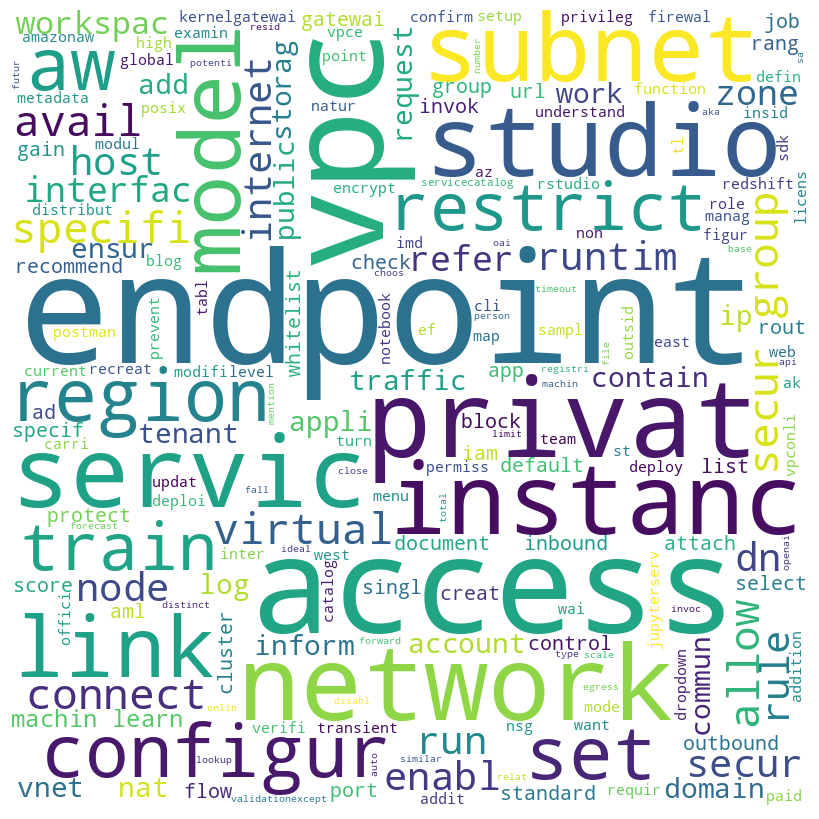 workspac
kernelgatewai
gatewai
confirm
setup
privileg
firewal
job
amazonaw
examin
resid
vpce
subnet
rang
aw
high
global
potenti
model
internet
publicstorag
vpc
point
request
number
defin
sa
futur
metadata
add
posix
natur
group
url
work
function
zone
avail
modul
invok
understand
aka
insid
gain
host
studio
tl
sdk
interfac
encrypt
servicecatalog
az
rstudio
redshift
licens
distribut
restrict
role
manag
specifi
ensur
imd
oai
non
figur
group
secur
recommend
blog
tabl
check
choos
refer
runtim
base
endpoint
whitelist
notebook
cli
person
timeout
postman
prevent
ef
map
sampl
outsid
ip
rout
file
east
web
api
current
recreat
modifilevel
traffic
app
registri
machin
contain
ak
region
mention
privat
ad
appli
block
limit
team
st
vpconli
specif
tenant
carri
turn
iam
default
permiss
deploy
list
servic
close
instanc
updat
deploi
fall
menu
total
protect
virtual
train
forecast
ideal
inter
west
document
inbound
attach
dn
openai
node
log
score
catalog
singl
creat
access
select
officie
aml
distinct
wai
invoc
jupyterserv
link
cluster
inform
forward
account
control
type
scale
allow
rule
addition
connect
network
egress
dropdown
commun
onlin
disabl
mode
machin learn
verifi
transient
nsg
want
run
outbound
configur
lookup
auto
similar
relat
set
secur
vnet
nat
flow
validationexcept
port
enabl
addit
standard
requir
domain
paid